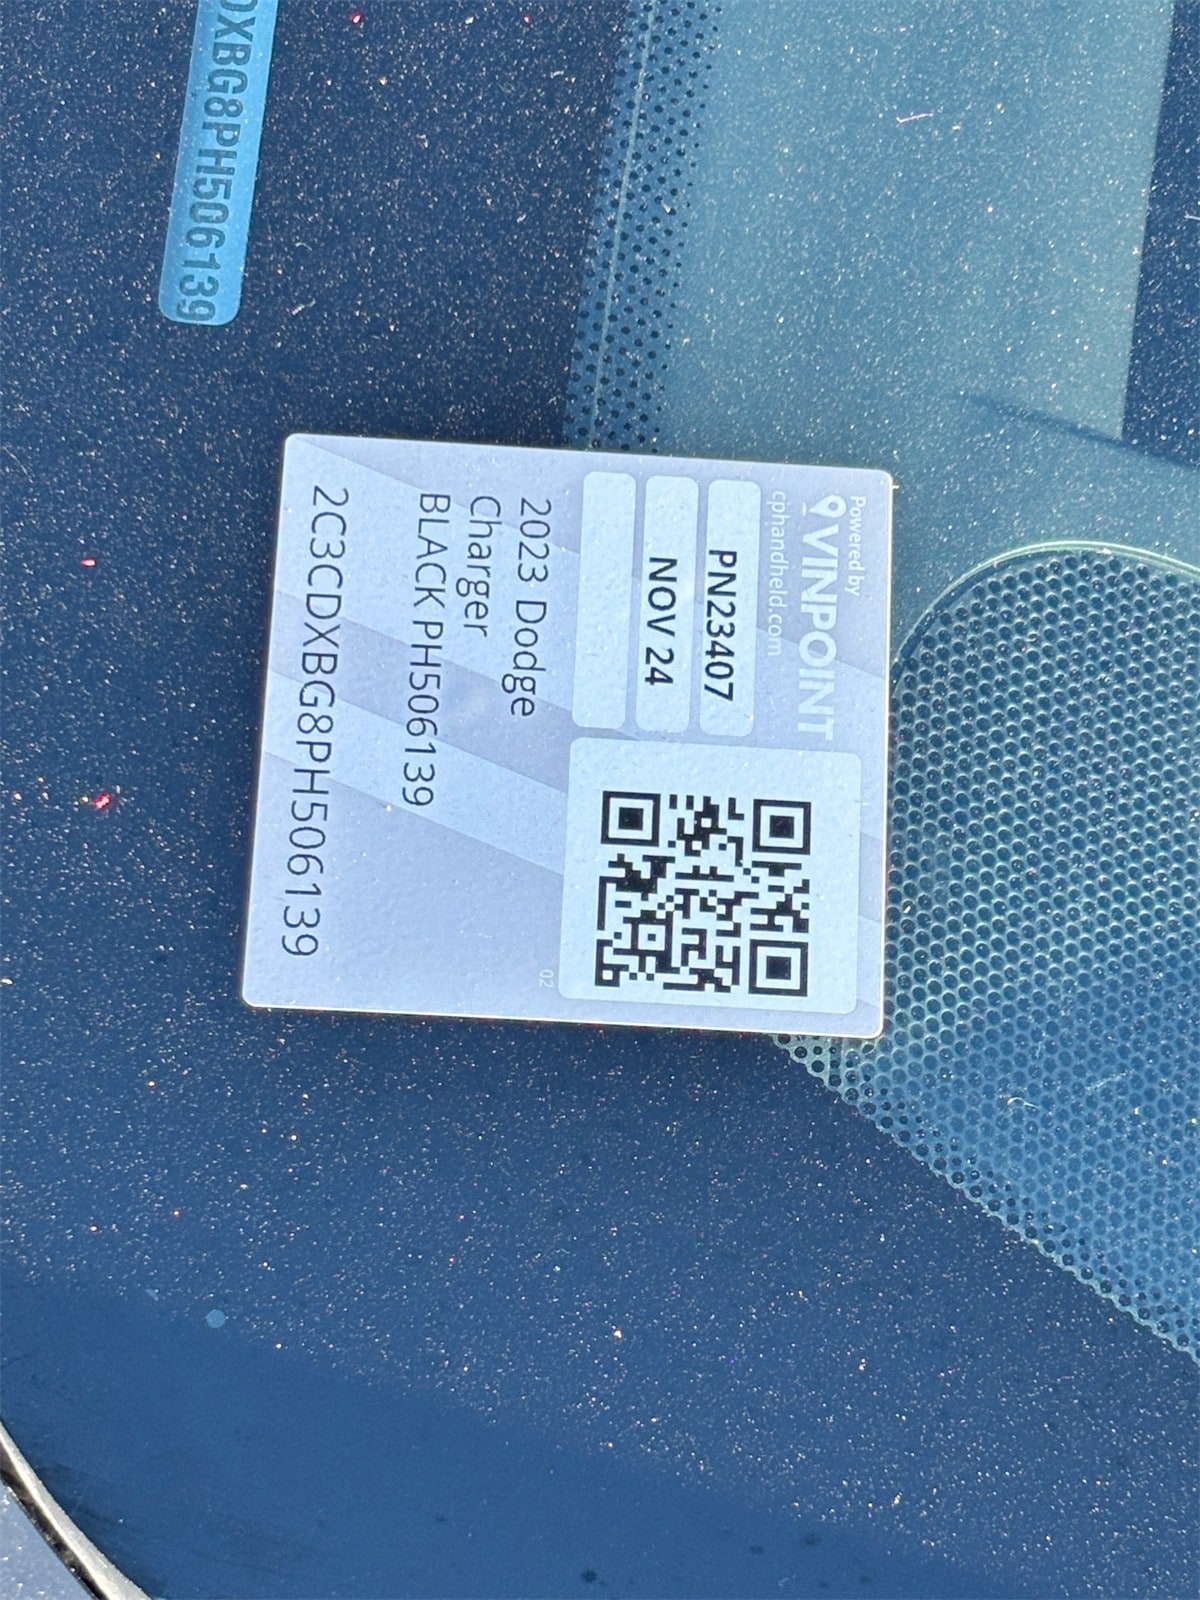 DXBG8PH506139
Powered by
VINPOINT
cphandheld.com
PN23407
NOV 24
2023 Dodge
Charger
BLACK PH506139
2C3CDXBG8PH506139
02